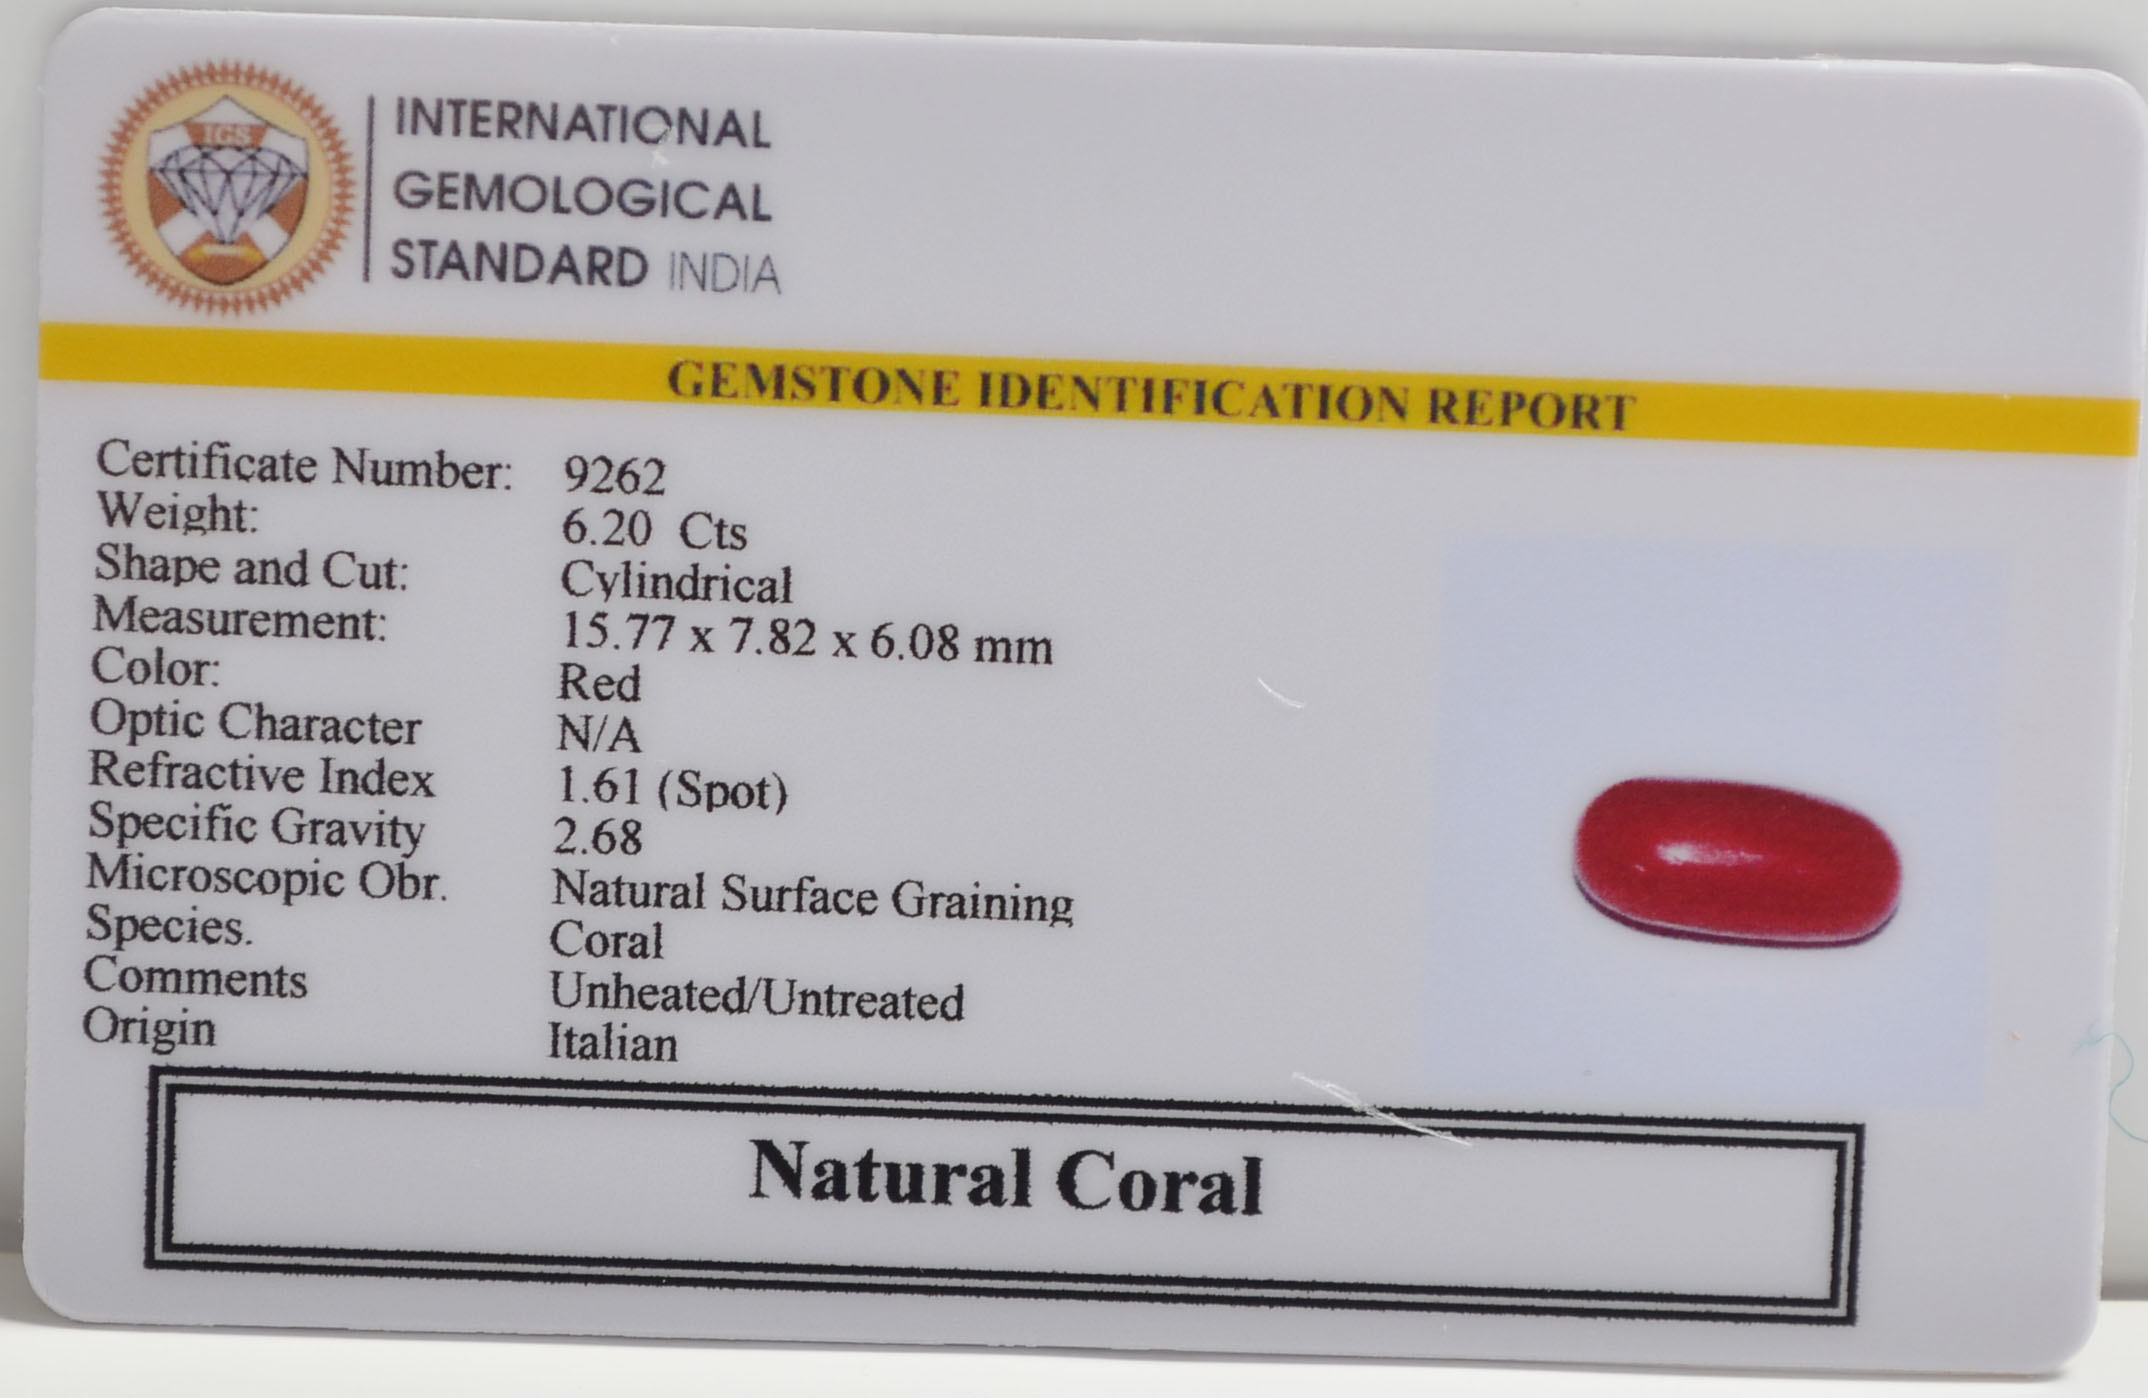 IGS
INTERNATIONAL
GEMOLOGICAL
STANDARD INDIA
GEMSTONE IDENTIFICATION REPORT
Certificate Number: 9262
Weight: 6.20 Cts
Shape and Cut: Cylindrical
Measurement: 15.77 x 7.82 x 6.08 mm
Color: Red
Optic Character N/A
Refractive Index 1.61 (Spot)
Specific Gravity 2.68
Microscopic Obr. Natural Surface Graining
Species. Coral
Comments Unheated/Untreated
Origin Italian
Natural Coral